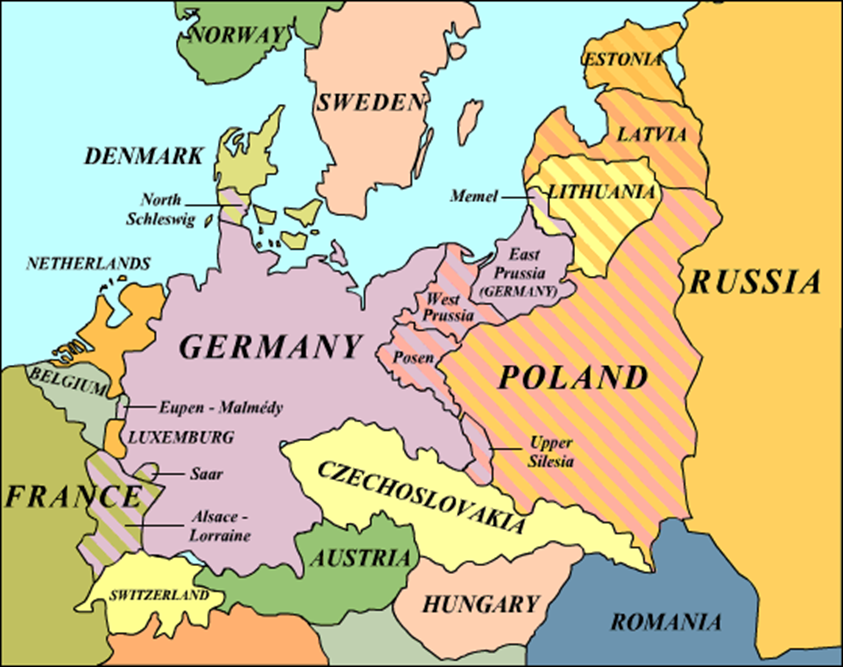 NORWAY
SWEDEN
ESTONIA
LATVIA
DENMARK
North
Schleswig
Memel
LITHUANIA
NETHERLANDS
East
Prussia
(GERMANY)
RUSSIA
West
Prussia
GERMANY
Posen
POLAND
BELGIUM
Eupen - Malmédy
LUXEMBURG
Upper
Silesia
Saar
FRANCE
CZECHOSLOVAKIA
Alsace -
Lorraine
AUSTRIA
SWITZERLAND
HUNGARY
ROMANIA